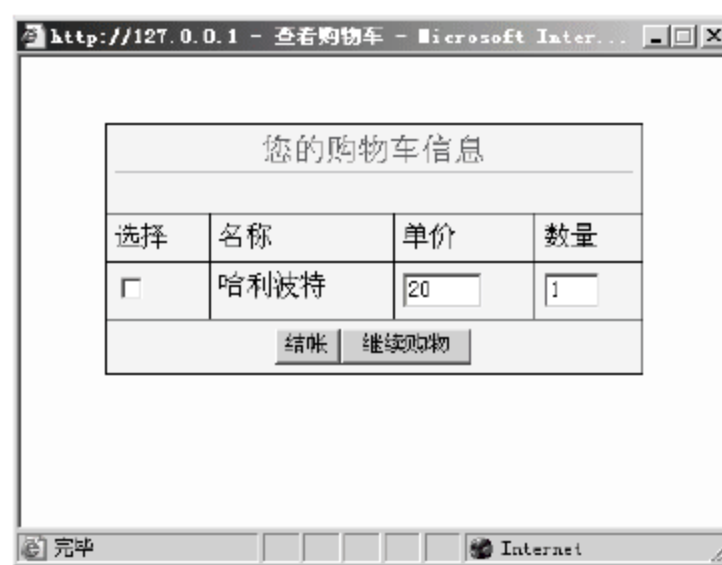 http://127.0.0.1 - 查看购物车 - Microsoft Inter...
您的购物车信息
选择 名称 单价 数量
哈利波特 20 1
结帐 继续购物
完毕 Internet